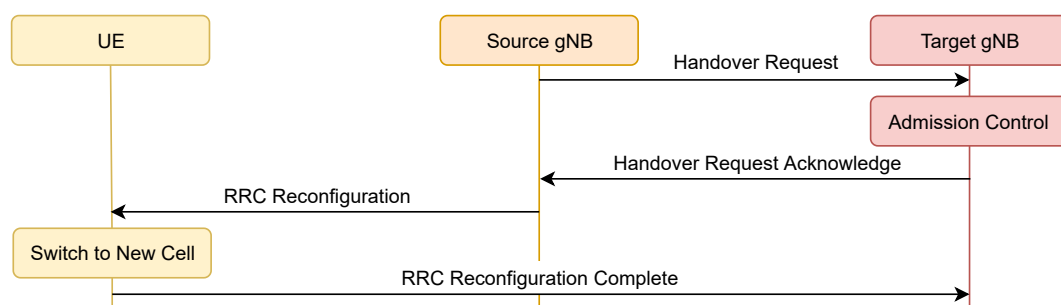 UE
Source gNB
Target gNB
Handover Request
Admission Control
Handover Request Acknowledge
RRC Reconfiguration
Switch to New Cell
RRC Reconfiguration Complete